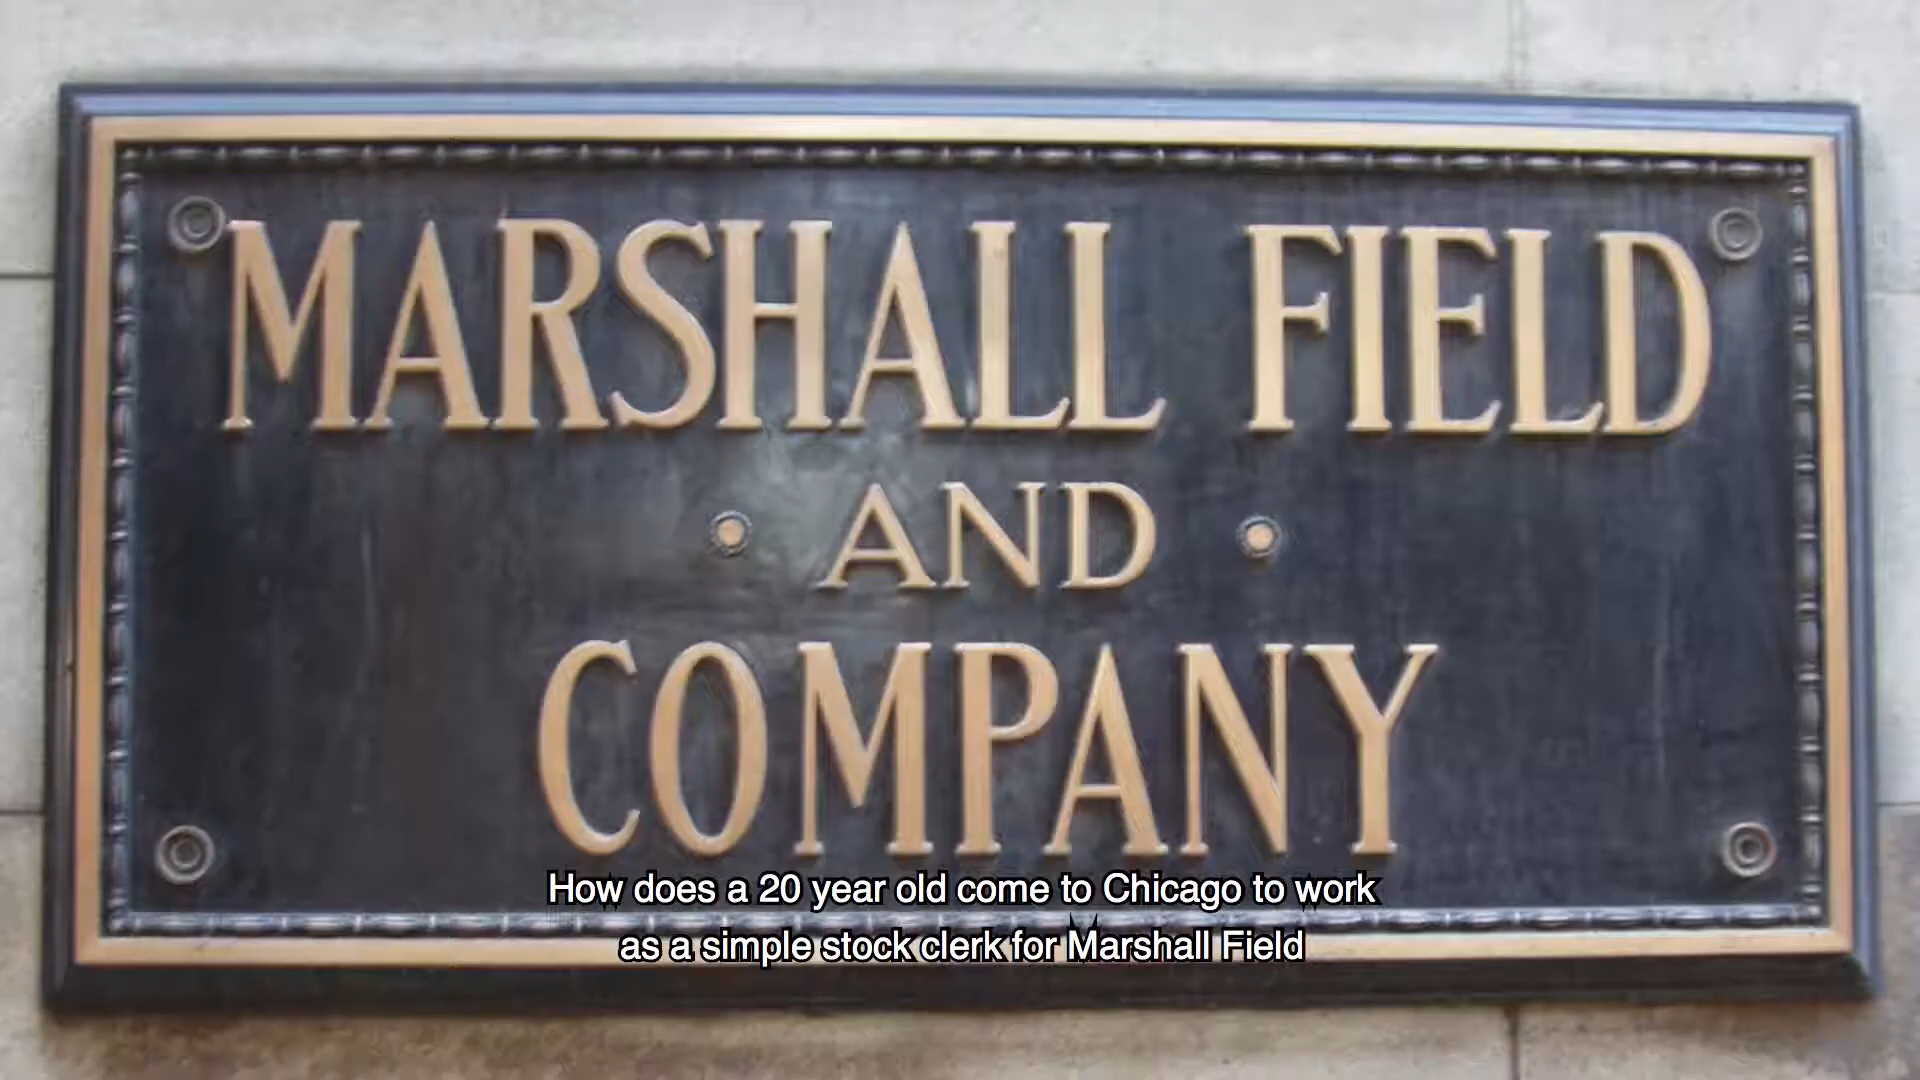 MARSHALL FIELD
· AND ·
COMPANY
How does a 20 year old come to Chicago to work
as a simple stock clerk for Marshall Field